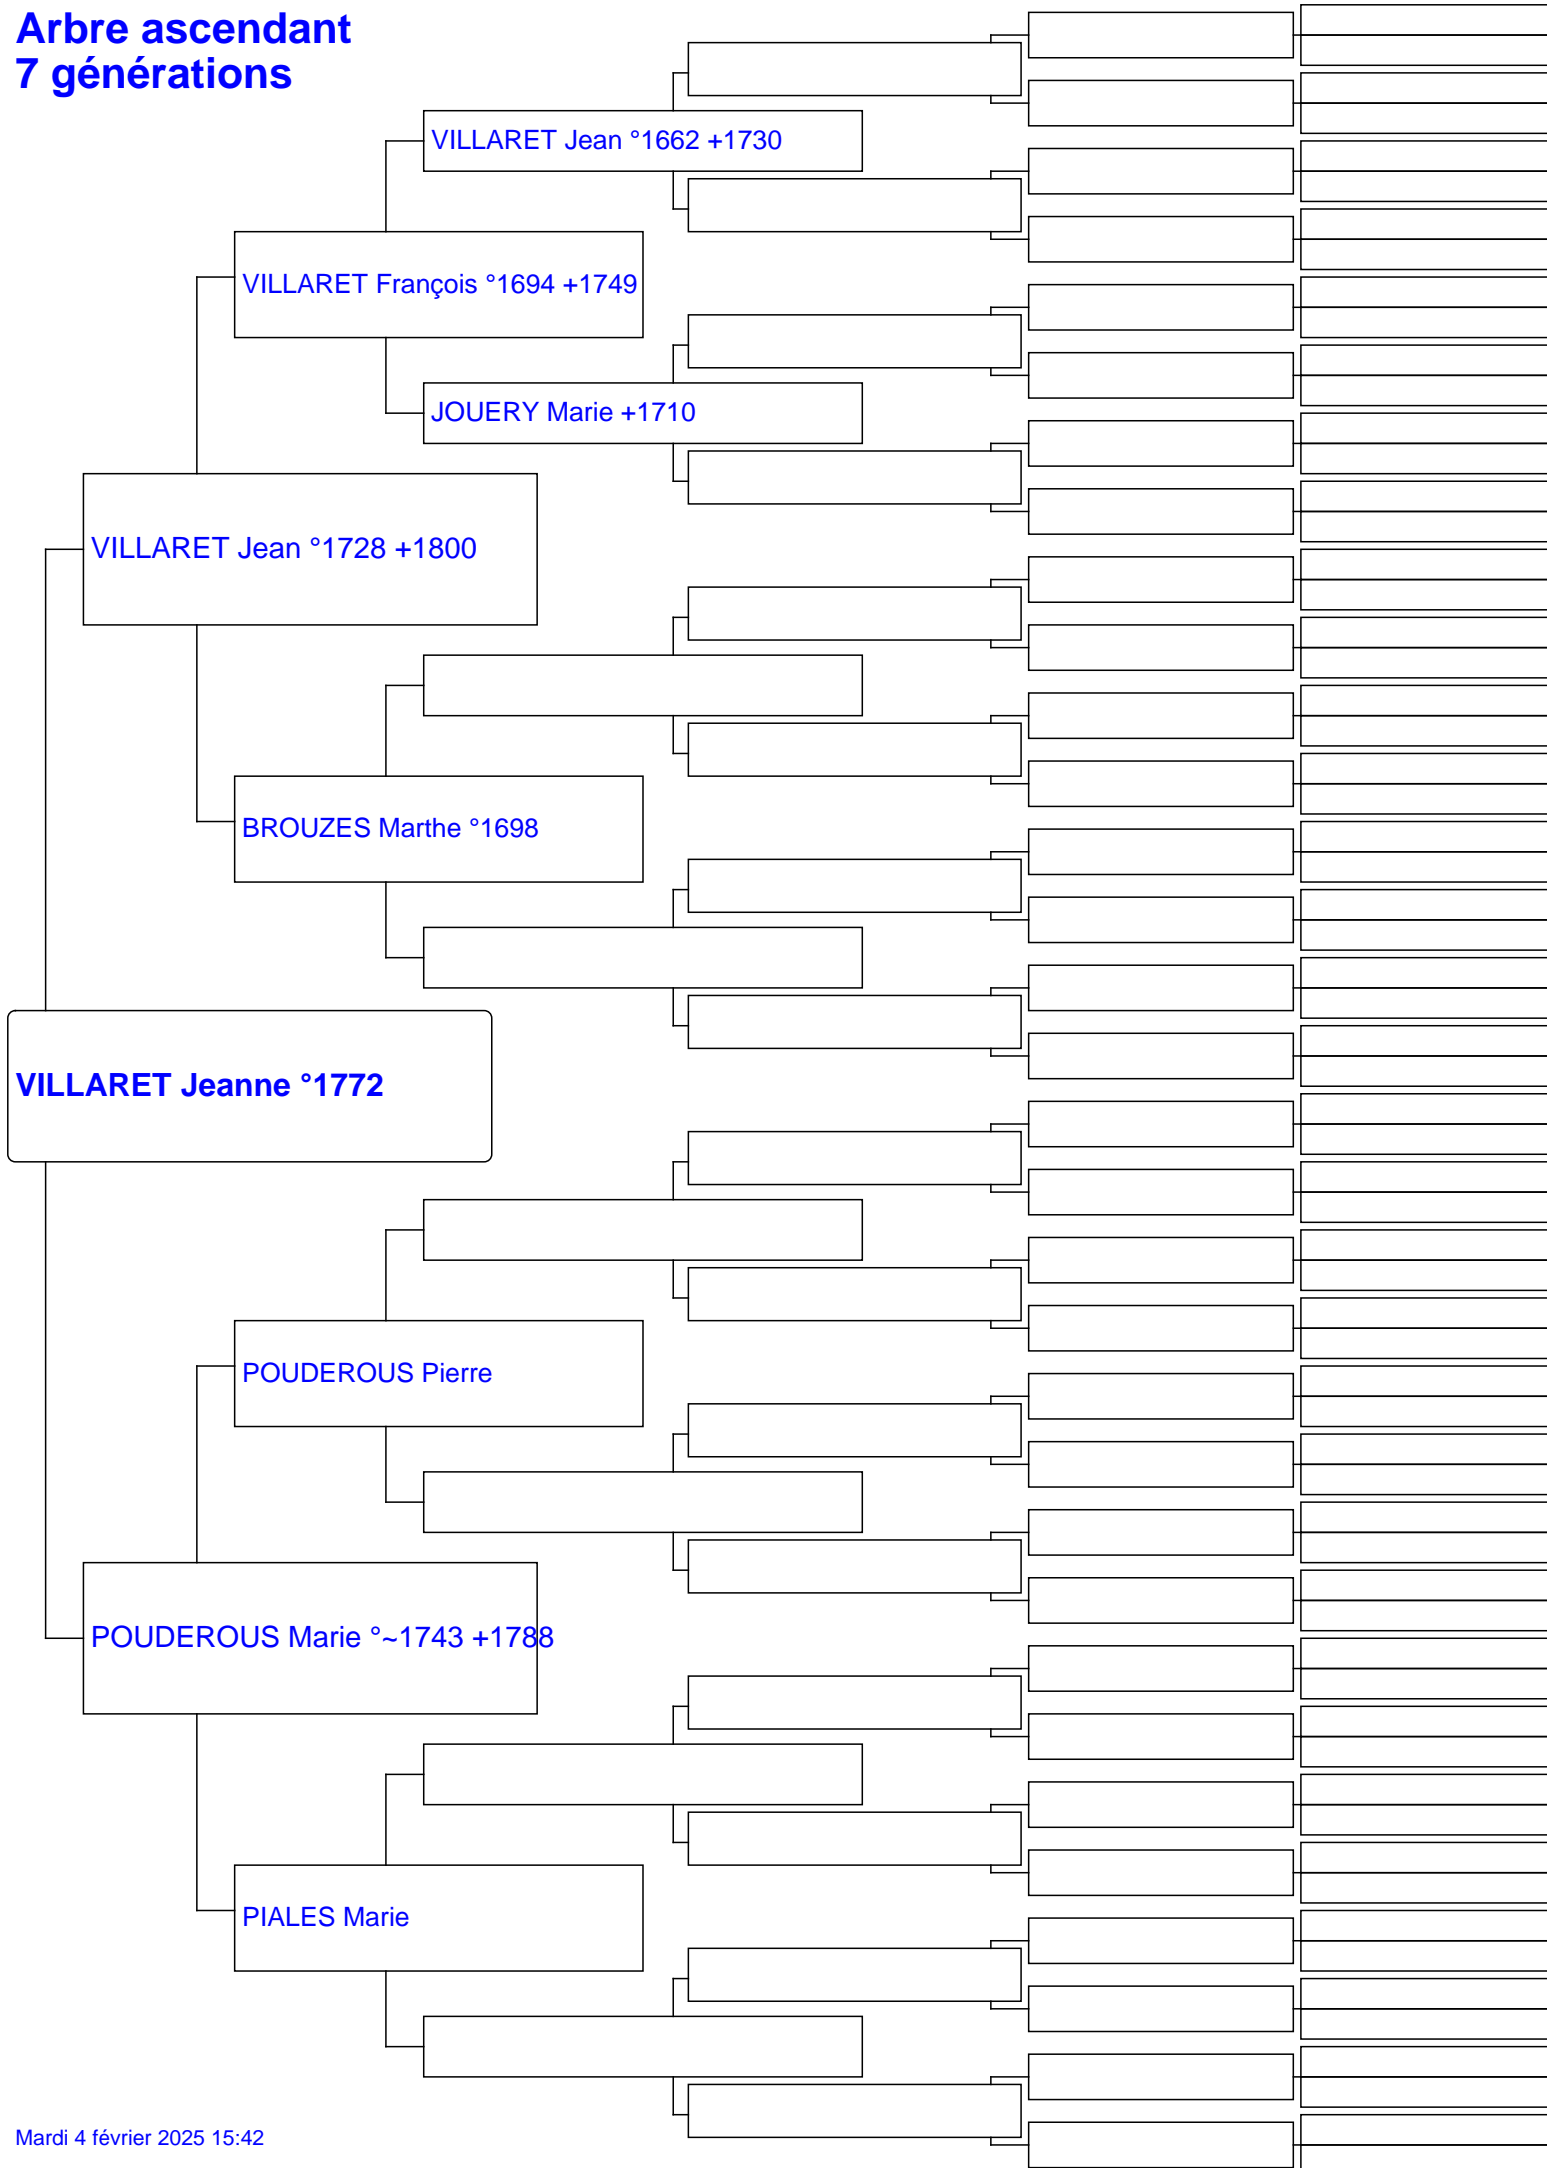 Arbre ascendant
7 générations
VILLARET Jean °1662 +1730
VILLARET François °1694 +1749
JOUERY Marie +1710
VILLARET Jean °1728 +1800
BROUZES Marthe °1698
VILLARET Jeanne °1772
POUDEROUS Pierre
POUDEROUS Marie °~1743 +1788
PIALES Marie
Mardi 4 février 2025 15:42